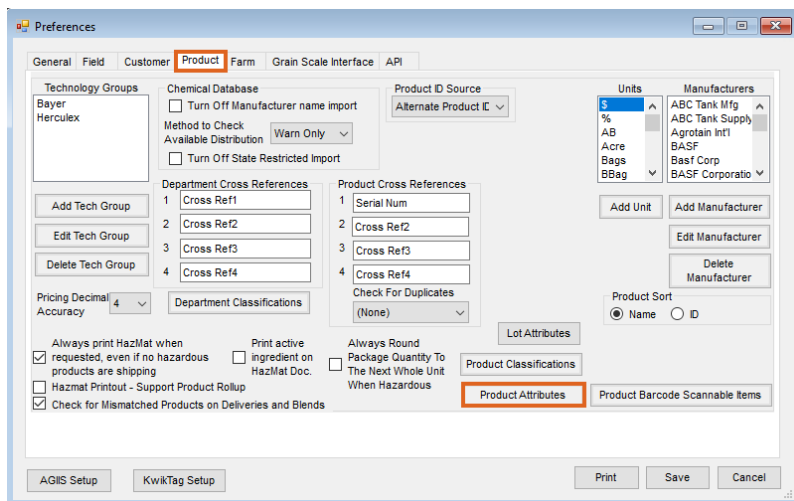 Preferences
General Field Customer Product Farm Grain Scale Interface API
Technology Groups
Bayer
Herculex
Chemical Database
Turn Off Manufacturer name import
Method to Check
Available Distribution
Warn Only
Turn Off State Restricted Import
Product ID Source
Alternate Product IE
Units
$
%
AB
Acre
Bags
BBag
Manufacturers
ABC Tank Mfg
ABC Tank Supply
Agrotain Int'l
BASF
Basf Corp
BASF Corporatio
Add Tech Group
Edit Tech Group
Delete Tech Group
Department Cross References
1 Cross Ref1
2 Cross Ref2
3 Cross Ref3
4 Cross Ref4
Product Cross References
1 Serial Num
2 Cross Ref2
3 Cross Ref3
4 Cross Ref4
Check For Duplicates
(None)
Add Unit
Add Manufacturer
Edit Manufacturer
Delete
Manufacturer
Pricing Decimal
Accuracy
4
Department Classifications
Product Sort
Name ID
Lot Attributes
Always print HazMat when
requested, even if no
hazardous
products are shipping
Print active
ingredient on
HazMat Doc.
Always Round
Package Quantity To
The Next Whole Unit
When Hazardous
Product Classifications
Hazmat Printout - Support Product Rollup
Check for Mismatched Products on Deliveries and Blends
Product Attributes
Product Barcode Scannable Items
AGIIS Setup
KwikTag Setup
Print
Save
Cancel